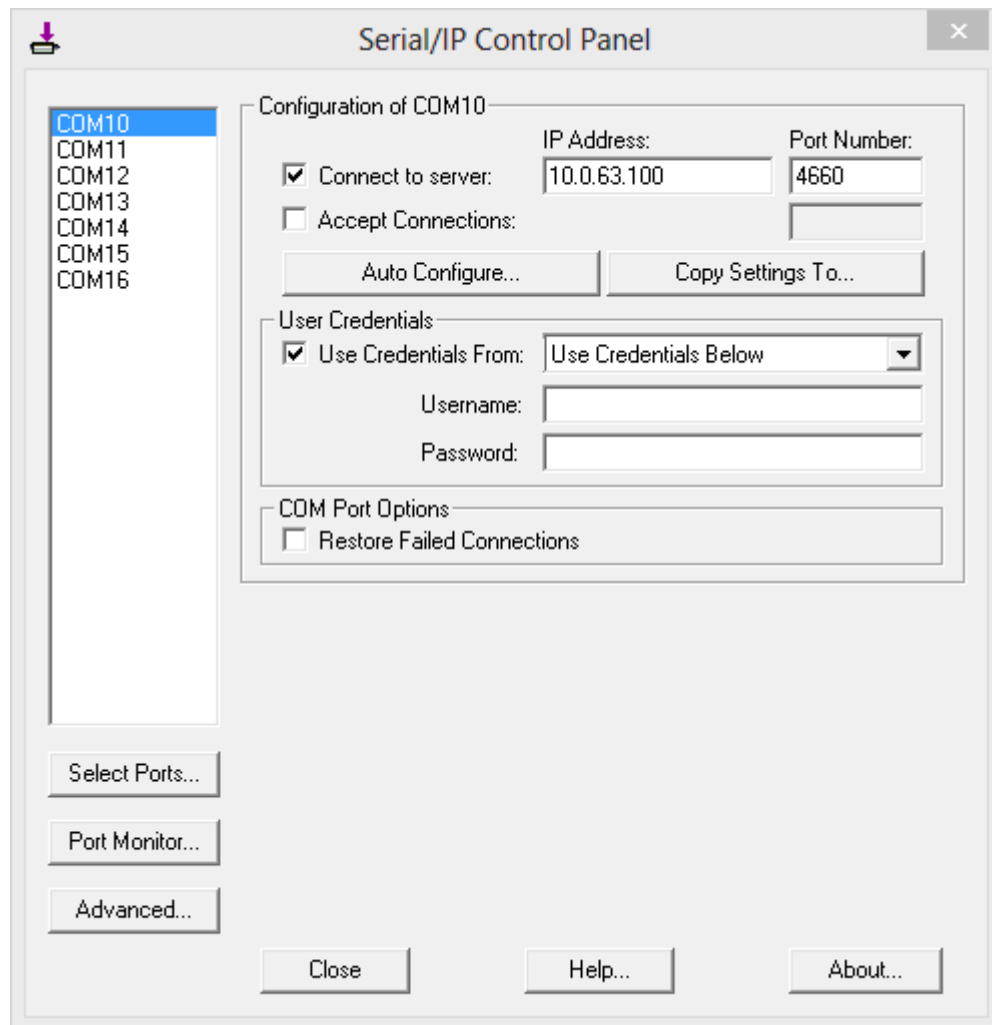 Serial/IP Control Panel
COM10
COM11
COM12
COM13
COM14
COM15
COM16
Select Ports...
Port Monitor...
Advanced...
Configuration of COM10
IP Address: Port Number:
Connect to server: 10.0.63.100 4660
Accept Connections:
Auto Configure... Copy Settings To...
User Credentials
Use Credentials From: Use Credentials Below
Username:
Password:
COM Port Options
Restore Failed Connections
Close Help... About...